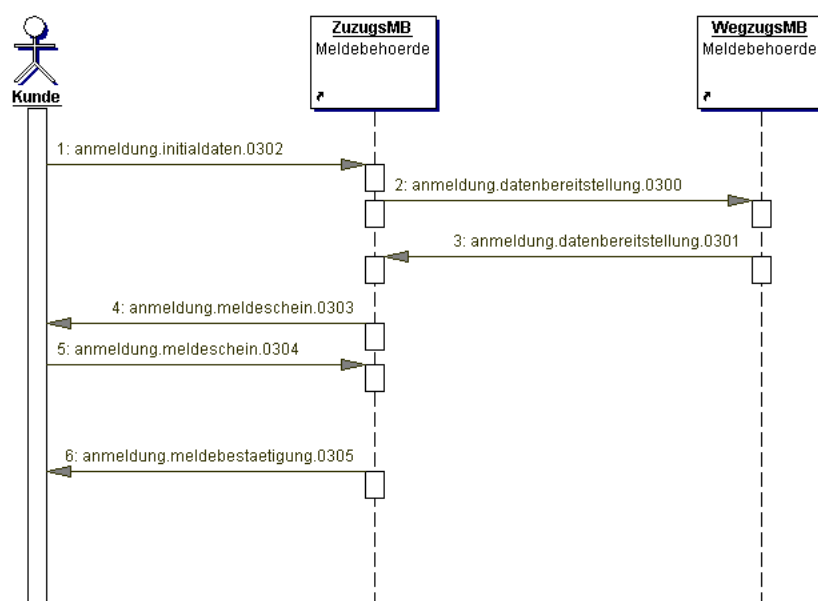 ZuzugsMB
Meldebehoerde
WegzugsMB
Meldebehoerde
Kunde
1: anmeldung.initialdaten.0302
2: anmeldung.datenbereitstellung.0300
3: anmeldung.datenbereitstellung.0301
4: anmeldung.meldeschein.0303
5: anmeldung.meldeschein.0304
6: anmeldung.meldebestaetigung.0305